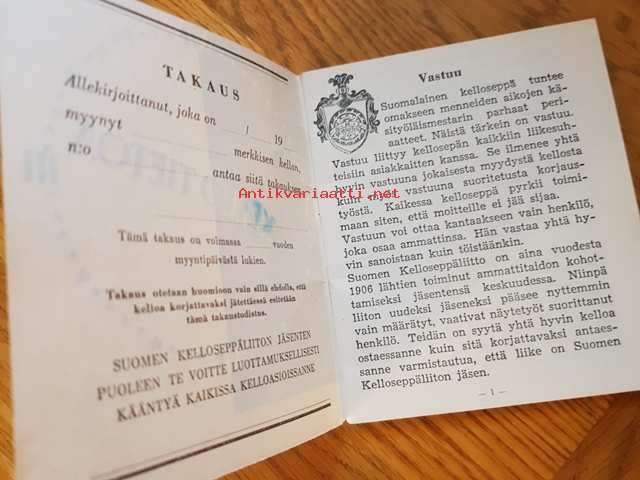 TAKAUS
Allekirjoittanut, joka on / 19
myynyt merkkisen kellon,
n:o antaa siitä takauksen
Tämä takaus on voimassa vuoden
myyntipäivästä lukien.
Takaus otetaan huomioon vain sillä ehdolla, että
kelloa korjattavaksi jätettäessä esitetään
tämä takaustodistus.
SUOMEN KELLOSEPPÄLIITON JÄSENTEN
PUOLEEN TE VOITTE LUOTTAMUKSELLISESTI
KÄÄNTYÄ KAIKISSA KELLOASIOISSANNE
Vastuu
Suomalainen kelloseppä tuntee
omakseen menneiden aikojen kä-
sityöläismestarin parhaat peri-
aatteet. Näistä tärkein on vastuu.
Vastuu liittyy kellosepän kaikkiin liikesuh-
teisiin asiakkaitten kanssa. Se ilmenee yhtä
hyvin vastuuna jokaisesta myydystä kellosta
kuin myös vastuuna suoritetusta korjaus-
työstä. Kaikessa kelloseppä pyrkii toimi-
maan siten, että moitteille ei jää sijaa.
Vastuun voi ottaa kantaakseen vain henkilö,
joka osaa ammattinsa. Hän vastaa yhtä hy-
vin sanoistaan kuin töistäänkin.
Suomen Kelloseppäliitto on aina vuodesta
1906 lähtien toiminut ammattitaidon kohot-
tamiseksi jäsentensä keskuudessa. Niinpä
liiton uudeksi jäseneksi pääsee nyttemmin
vain määrätyt, vaativat näytetyöt suorittanut
henkilö. Teidän on syytä yhtä hyvin kelloa
ostaessanne kuin sitä korjattavaksi antaes-
sanne varmistautua, että liike on Suomen
Kelloseppäliiton jäsen.
— 1 —
Antikvariaatti.net